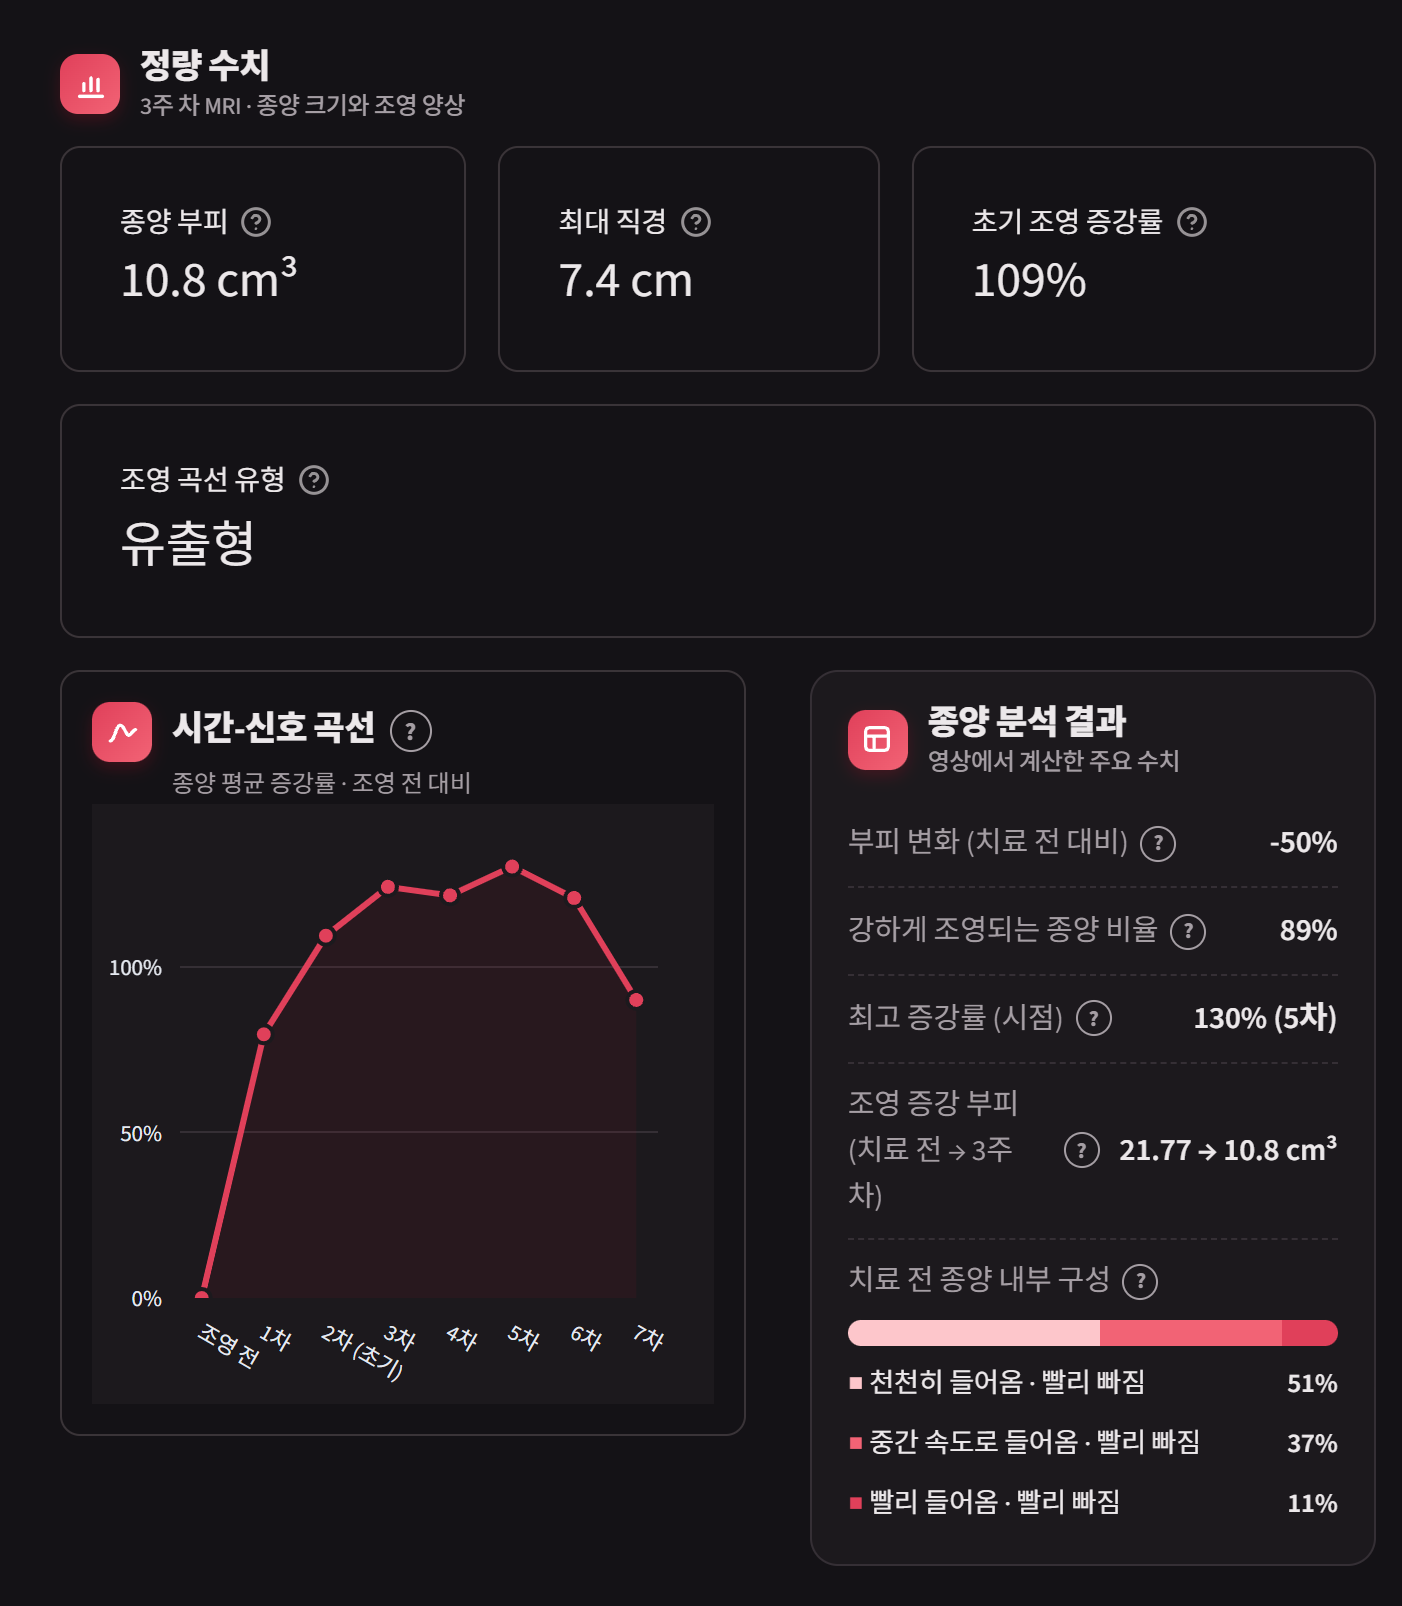 정량 수치
3주 차 MRI · 종양 크기와 조영 양상
종양 부피 ?
10.8 cm³
최대 직경 ?
7.4 cm
초기 조영 증강률 ?
109%
조영 곡선 유형 ?
유출형
시간-신호 곡선 ?
종양 평균 증강률 · 조영 전 대비
100%
50%
0%
조영 전
1차
2차 (초기)
3차
4차
5차
6차
7차
종양 분석 결과
영상에서 계산한 주요 수치
부피 변화 (치료 전 대비) ? -50%
강하게 조영되는 종양 비율 ? 89%
최고 증강률 (시점) ? 130% (5차)
조영 증강 부피
(치료 전 → 3주 ? 21.77 → 10.8 cm³
차)
치료 전 종양 내부 구성 ?
천천히 들어옴 · 빨리 빠짐 51%
중간 속도로 들어옴 · 빨리 빠짐 37%
빨리 들어옴 · 빨리 빠짐 11%